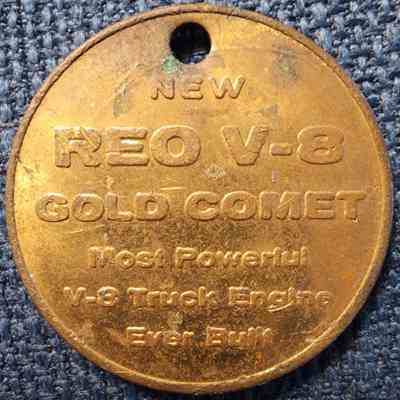 NEW
REO V-8
GOLD COMET
Most Powerful
V-8 Truck Engine
Ever Built